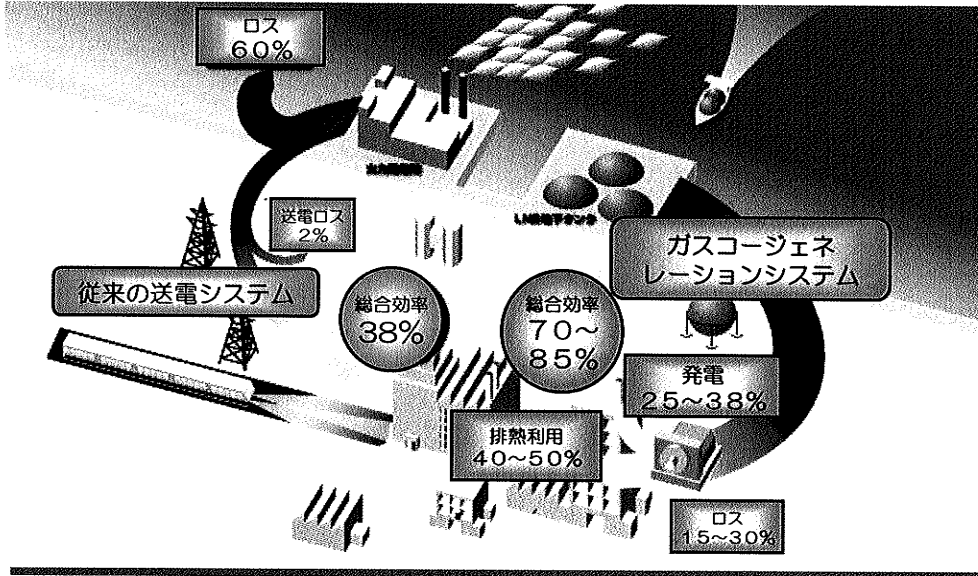 ロス
60%
送電ロス
2%
従来の送電システム
総合効率
38%
総合効率
70~
85%
ガスコージェネ
レーションシステム
発電
25~38%
排熱利用
40~50%
ロス
15~30%